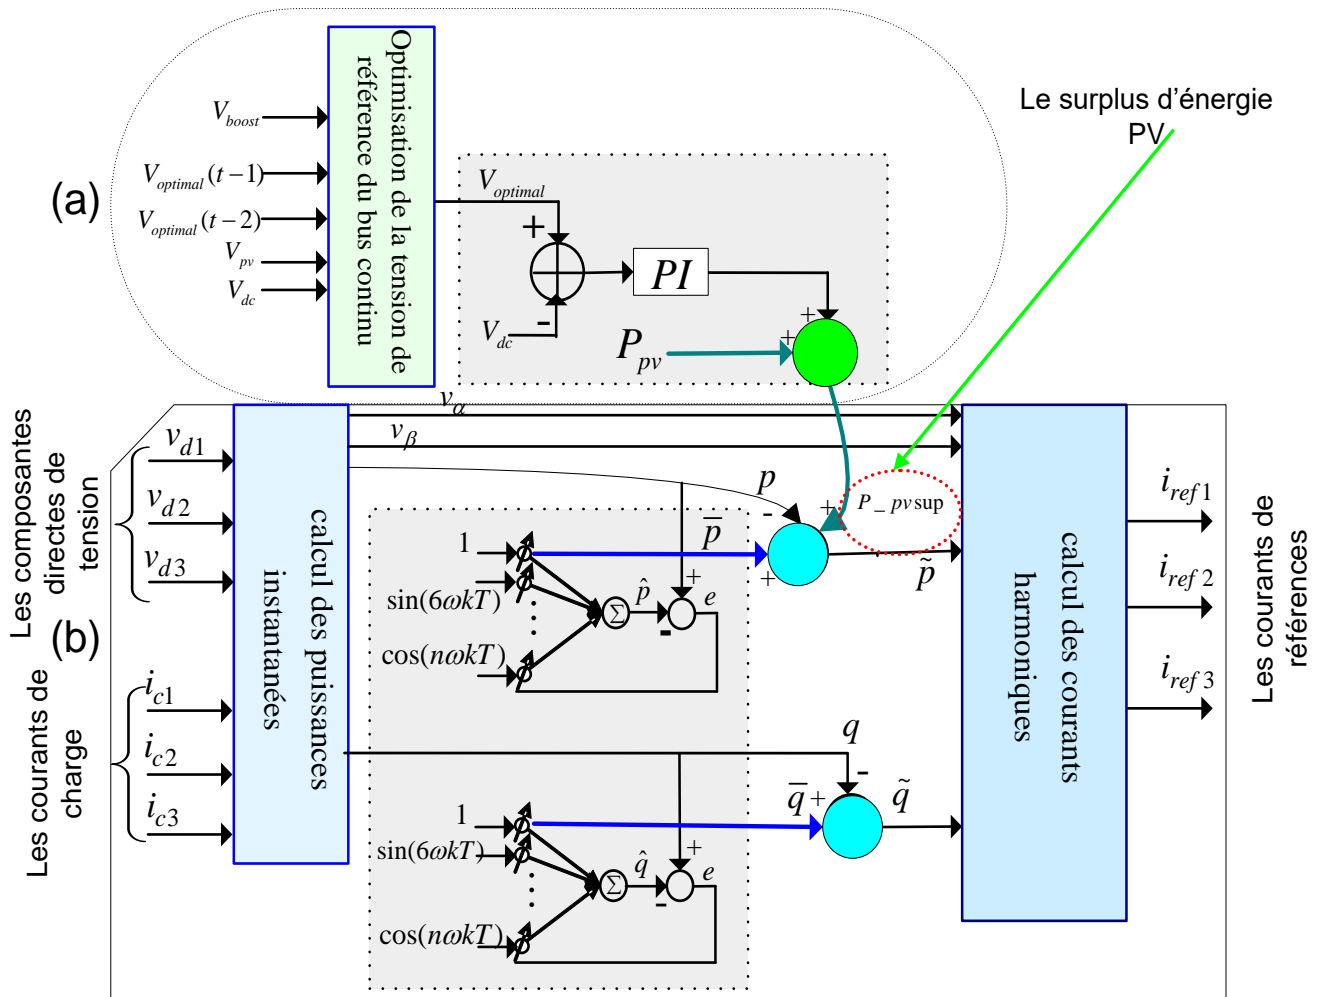 (a)
V_boost
V_optimal(t−1)
V_optimal(t−2)
V_pv
V_dc
Optimisation de la tension de
référence du bus continu
V_optimal
+
-
V_dc
PI
+
+
P_pv
Le surplus d'énergie
PV
(b)
Les composantes
directes de
tension
v_d1
v_d2
v_d3
Les courants de
charge
i_c1
i_c2
i_c3
calcul des puissances
instantanées
v_α
v_β
p
-
+
P_− pv sup
p̄
+
p̃
1
sin(6ωkT)
⋮
cos(nωkT)
Σ
p̂
+
-
e
q
-
q̄
+
q̃
1
sin(6ωkT)
⋮
cos(nωkT)
Σ
q̂
+
-
e
calcul des courants
harmoniques
i_ref1
i_ref2
i_ref3
Les courants de
références